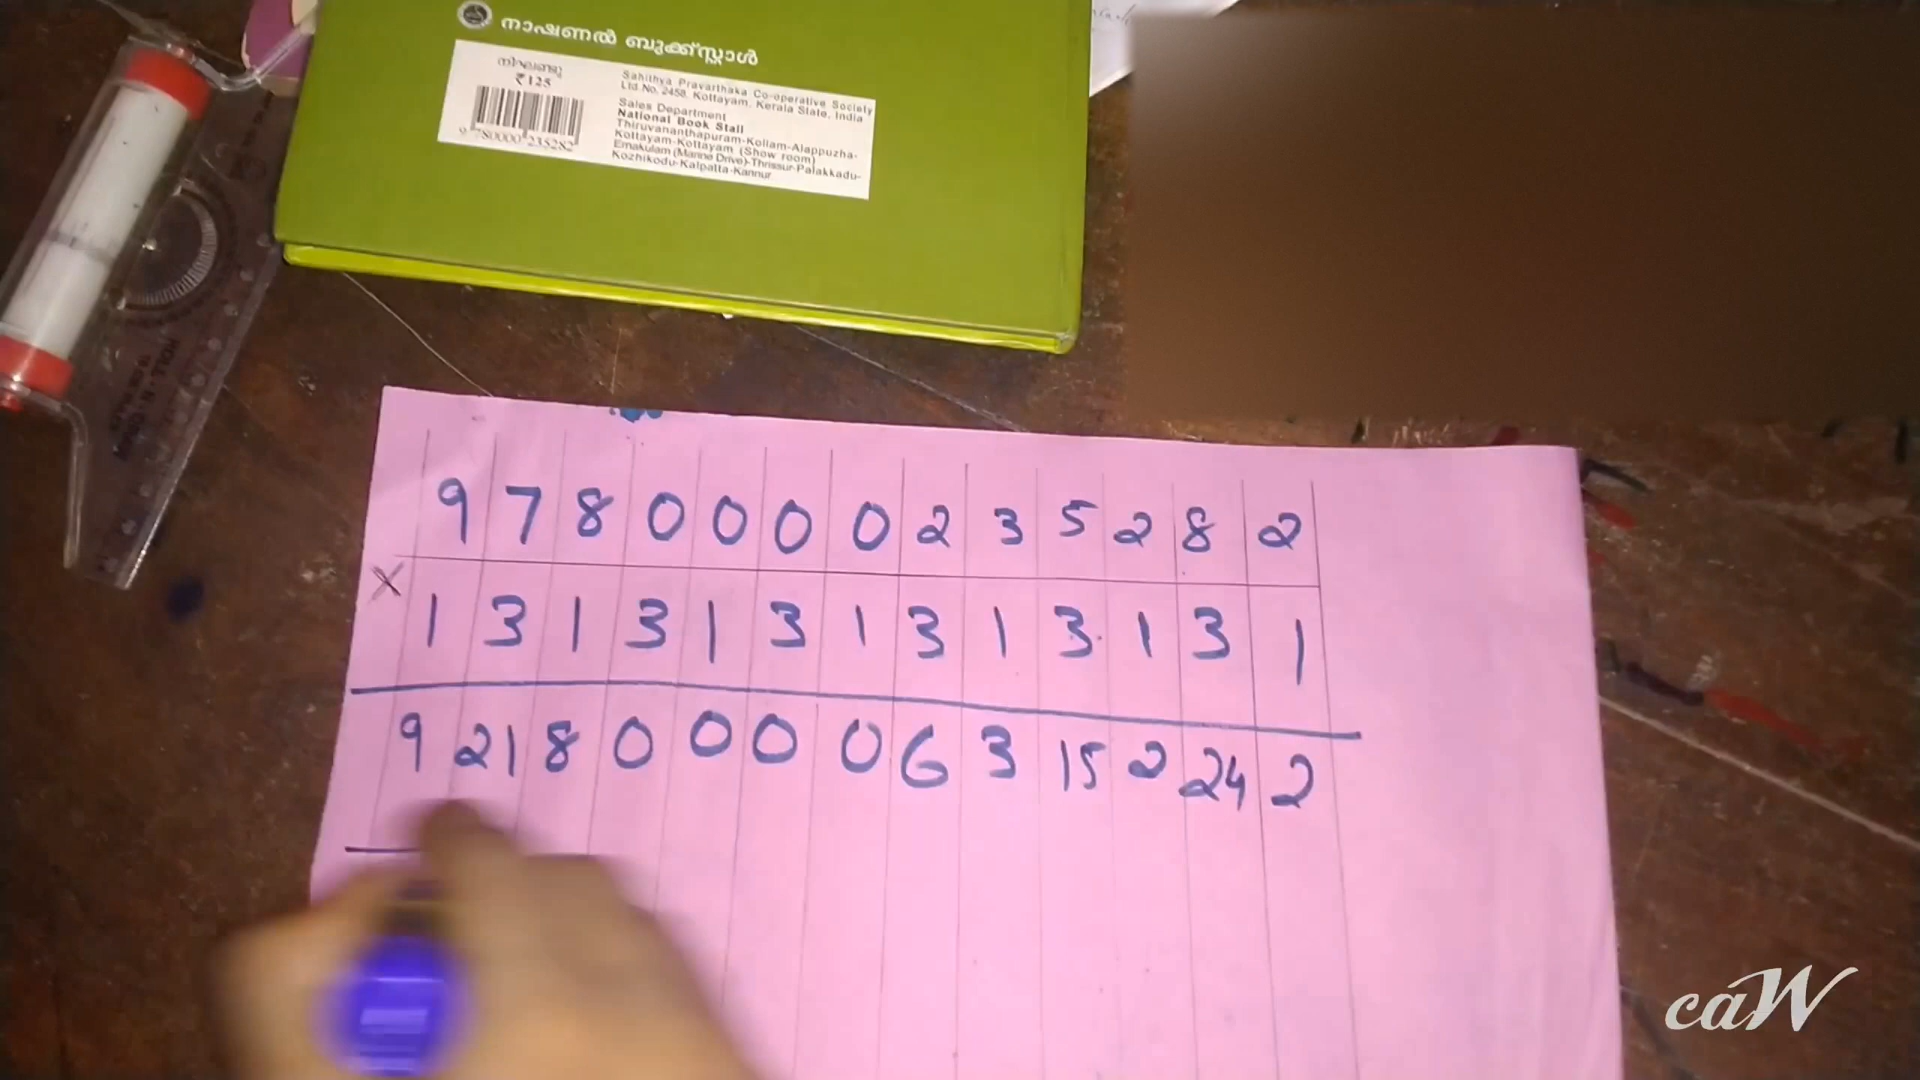 നാഷണൽ ബുക്ക്സ്റ്റാൾ
നിഘണ്ടു
₹125
9 780000 235282
Sahithya Pravarthaka Co-operative Society
Ltd.No. 2458, Kottayam, Kerala State, India
Sales Department
National Book Stall
Thiruvananthapuram-Kollam-Alappuzha-
Kottayam-Kottayam (Show room)
Ernakulam (Marine Drive)-Thrissur-Palakkadu-
Kozhikodu-Kalpatta-Kannur
9 7 8 0 0 0 0 2 3 5 2 8 2
X 1 3 1 3 1 3 1 3 1 3 1 3 1
9 21 8 0 0 0 0 6 3 15 2 24 2
caW